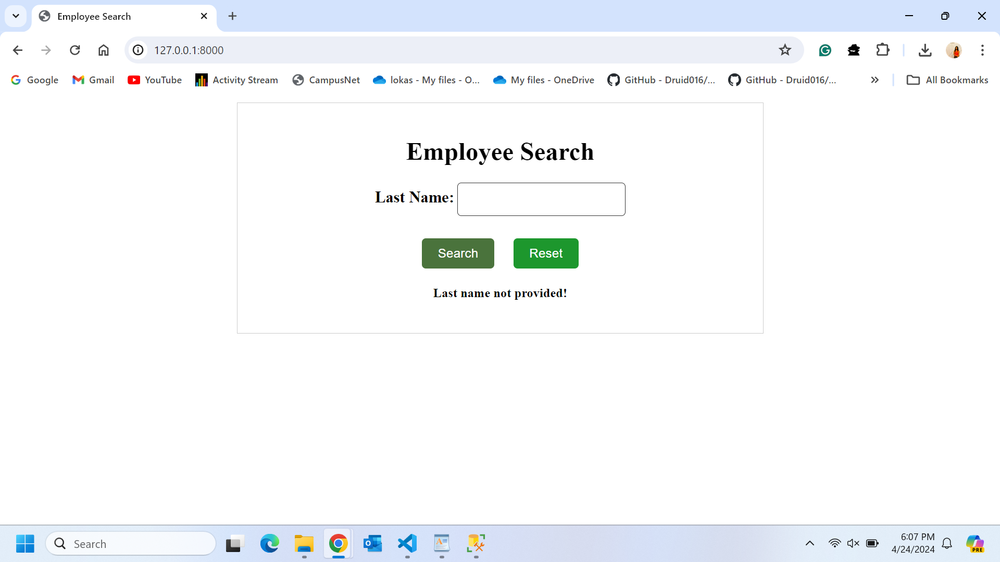 Employee Search
127.0.0.1:8000
Google Gmail YouTube Activity Stream CampusNet lokas - My files - O... My files - OneDrive GitHub - Druid016/... GitHub - Druid016/... All Bookmarks
Employee Search
Last Name:
Search Reset
Last name not provided!
Search
6:07 PM
4/24/2024
PRE